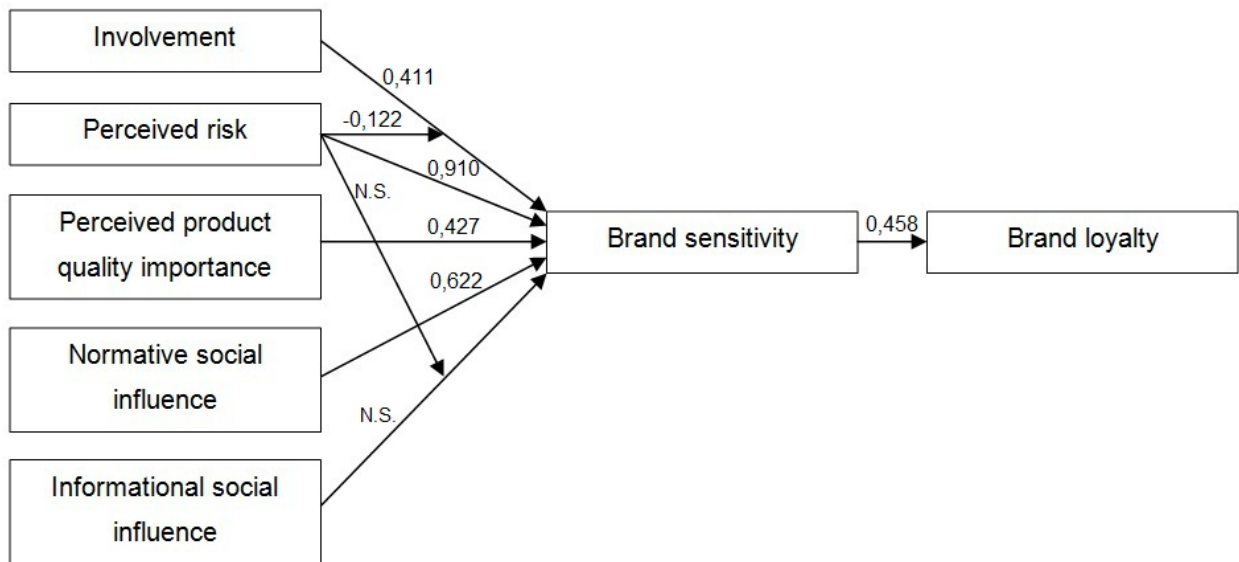 Involvement
0,411
Perceived risk
-0,122
0,910
N.S.
Perceived product
quality importance
0,427
Brand sensitivity
0,458
Brand loyalty
0,622
Normative social
influence
N.S.
Informational social
influence